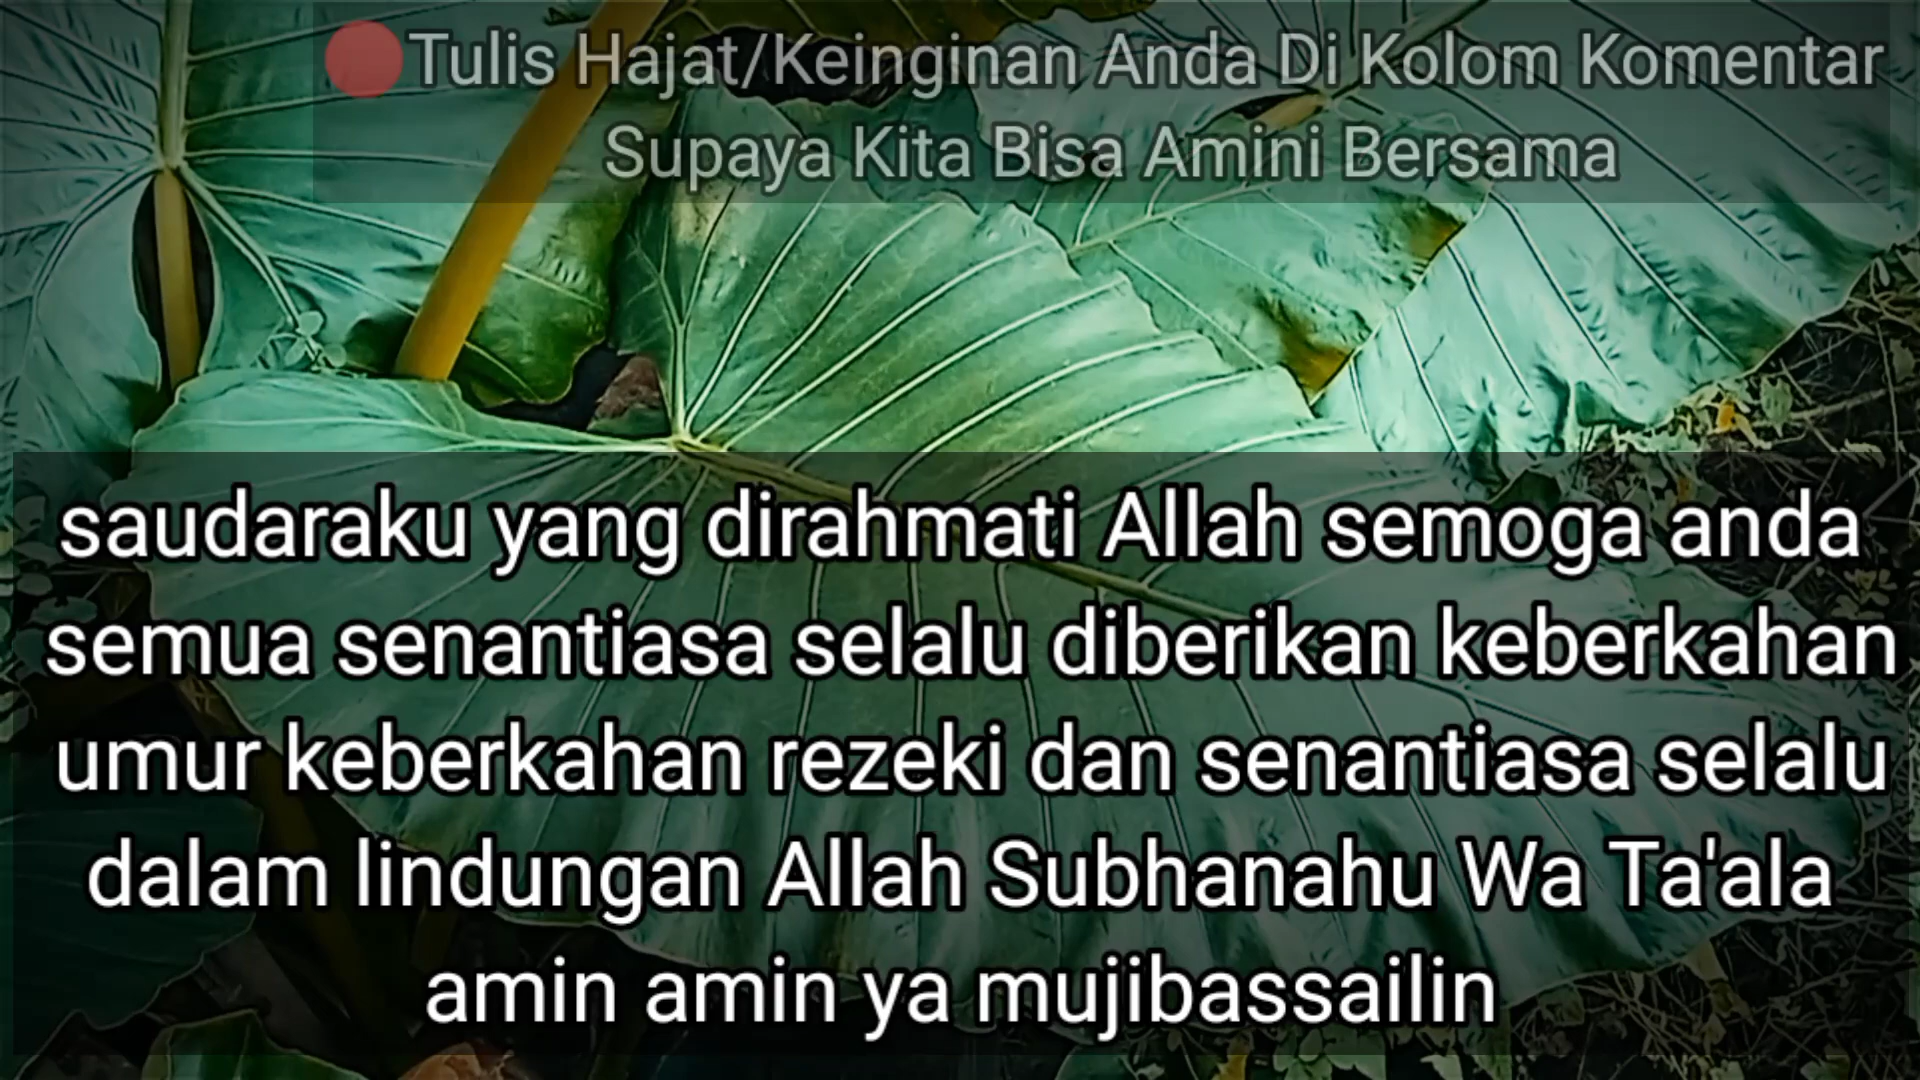 Tulis Hajat/Keinginan Anda Di Kolom Komentar
Supaya Kita Bisa Amini Bersama
saudaraku yang dirahmati Allah semoga anda
semua senantiasa selalu diberikan keberkahan
umur keberkahan rezeki dan senantiasa selalu
dalam lindungan Allah Subhanahu Wa Ta'ala
amin amin ya mujibassailin